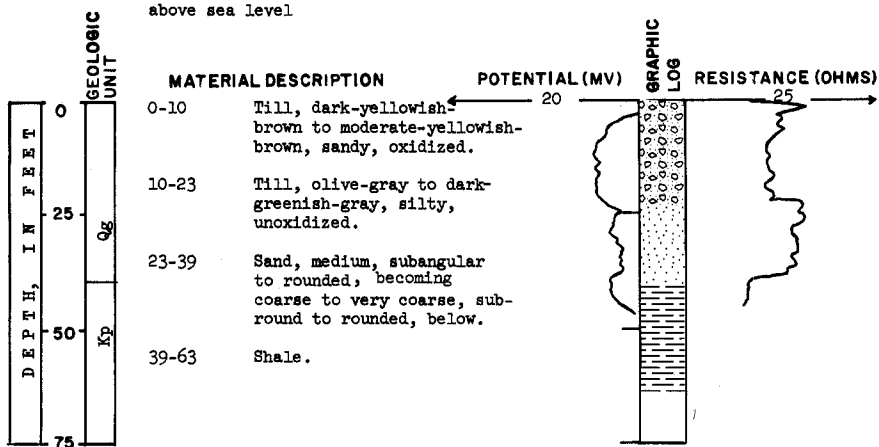 above sea level
GEOLOGIC
UNIT
MATERIAL DESCRIPTION
POTENTIAL (MV)
GRAPHIC
LOG
RESISTANCE (OHMS)
20
25
DEPTH, IN FEET
0
25
50
75
Qg
Kp
0-10 Till, dark-yellowish-
brown to moderate-yellowish-
brown, sandy, oxidized.
10-23 Till, olive-gray to dark-
greenish-gray, silty,
unoxidized.
23-39 Sand, medium, subangular
to rounded, becoming
coarse to very coarse, sub-
round to rounded, below.
39-63 Shale.